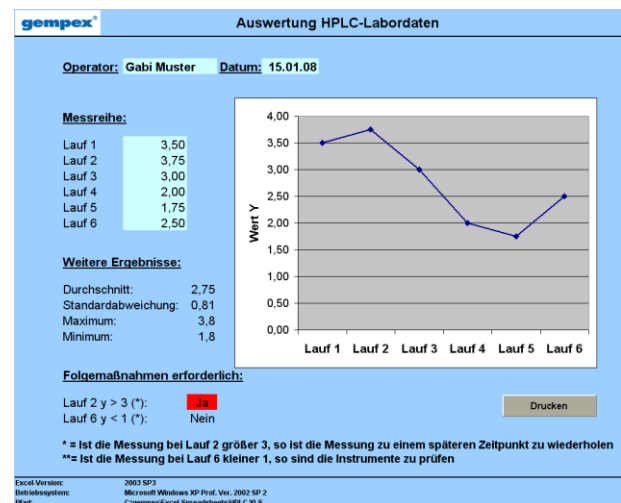 gempex® Auswertung HPLC-Labordaten
Operator: Gabi Muster Datum: 15.01.08
Messreihe:
Lauf 1 3,50
Lauf 2 3,75
Lauf 3 3,00
Lauf 4 2,00
Lauf 5 1,75
Lauf 6 2,50
Weitere Ergebnisse:
Durchschnitt: 2,75
Standardabweichung: 0,81
Maximum: 3,8
Minimum: 1,8
4,00
3,50
3,00
2,50
2,00
1,50
1,00
0,50
0,00
Wert Y
Lauf 1 Lauf 2 Lauf 3 Lauf 4 Lauf 5 Lauf 6
Folgemaßnahmen erforderlich:
Lauf 2 y > 3 (*): Ja
Lauf 6 y < 1 (*): Nein
Drucken
* = Ist die Messung bei Lauf 2 größer 3, so ist die Messung zu einem späteren Zeitpunkt zu wiederholen
**= Ist die Messung bei Lauf 6 kleiner 1, so sind die Instrumente zu prüfen
Excel-Version: 2003 SP3
Betriebssystem: Microsoft Windows XP Prof. Ver. 2002 SP 2
Pfad: